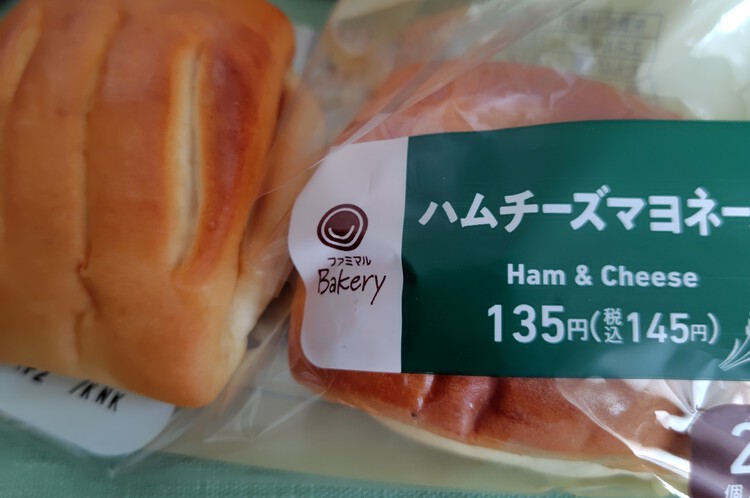 ハムチーズマヨネー
ファミマル
Bakery
Ham & Cheese
135円(税込145円)
/KNK
2
個